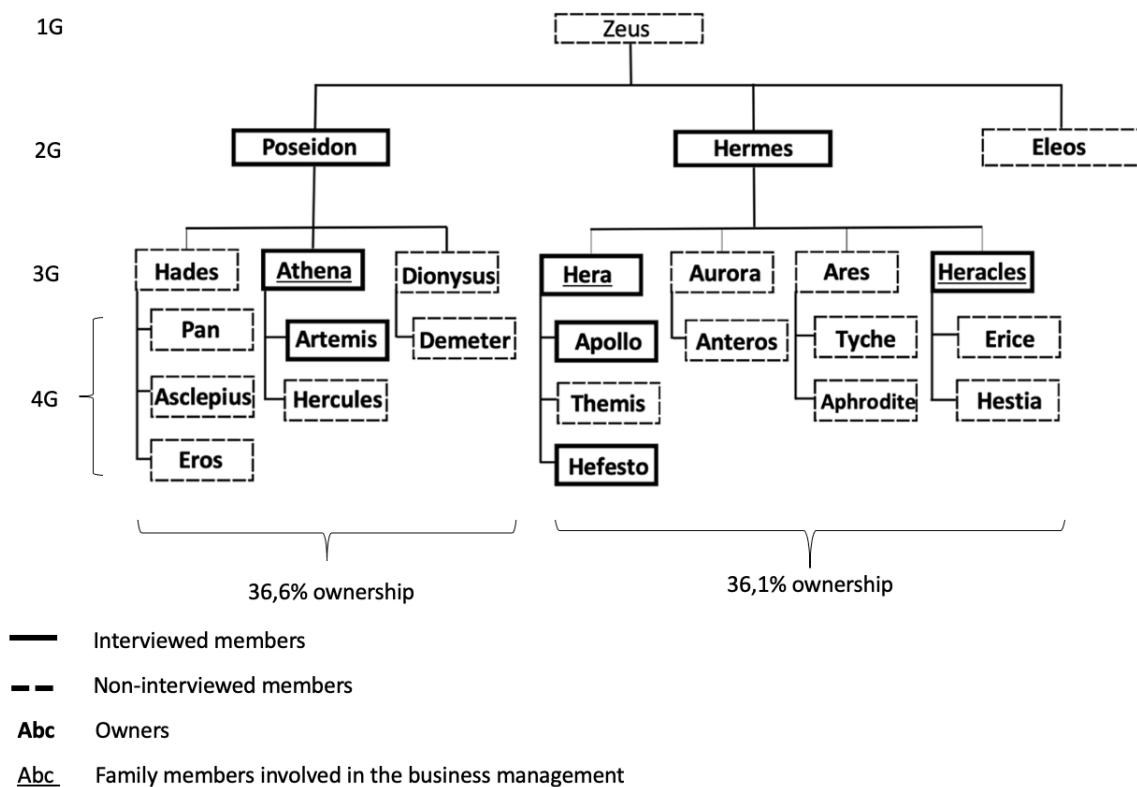 1G
Zeus
2G
Poseidon
Hermes
Eleos
3G
Hades
Athena
Dionysus
Hera
Aurora
Ares
Heracles
4G
Pan
Artemis
Demeter
Apollo
Anteros
Tyche
Erice
Asclepius
Hercules
Themis
Aphrodite
Hestia
Eros
Hefesto
36,6% ownership
36,1% ownership
Interviewed members
Non-interviewed members
Abc Owners
Abc Family members involved in the business management